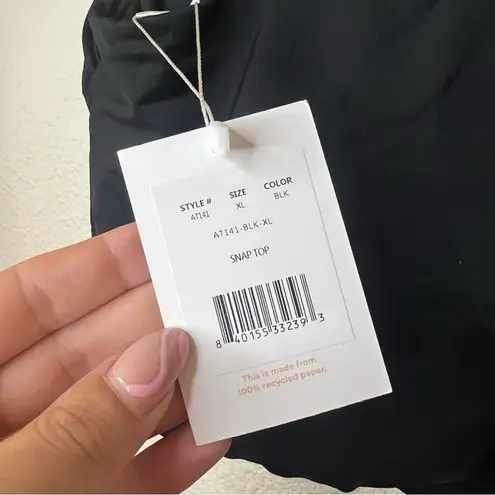 STYLE # SIZE COLOR
AT141 XL BLK
AT141-BLK-XL
SNAP TOP
8 40155 33239 3
This is made from
100% recycled paper.